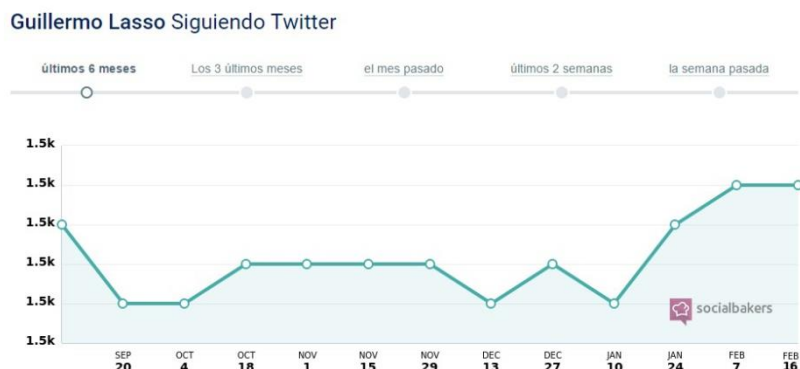 Guillermo Lasso Siguiendo Twitter
últimos 6 meses Los 3 últimos meses el mes pasado últimos 2 semanas la semana pasada
1.5k
1.5k
1.5k
1.5k
1.5k
1.5k
socialbakers
SEP OCT OCT NOV NOV NOV DEC DEC JAN JAN FEB FEB
20 4 18 1 15 29 13 27 10 24 7 16